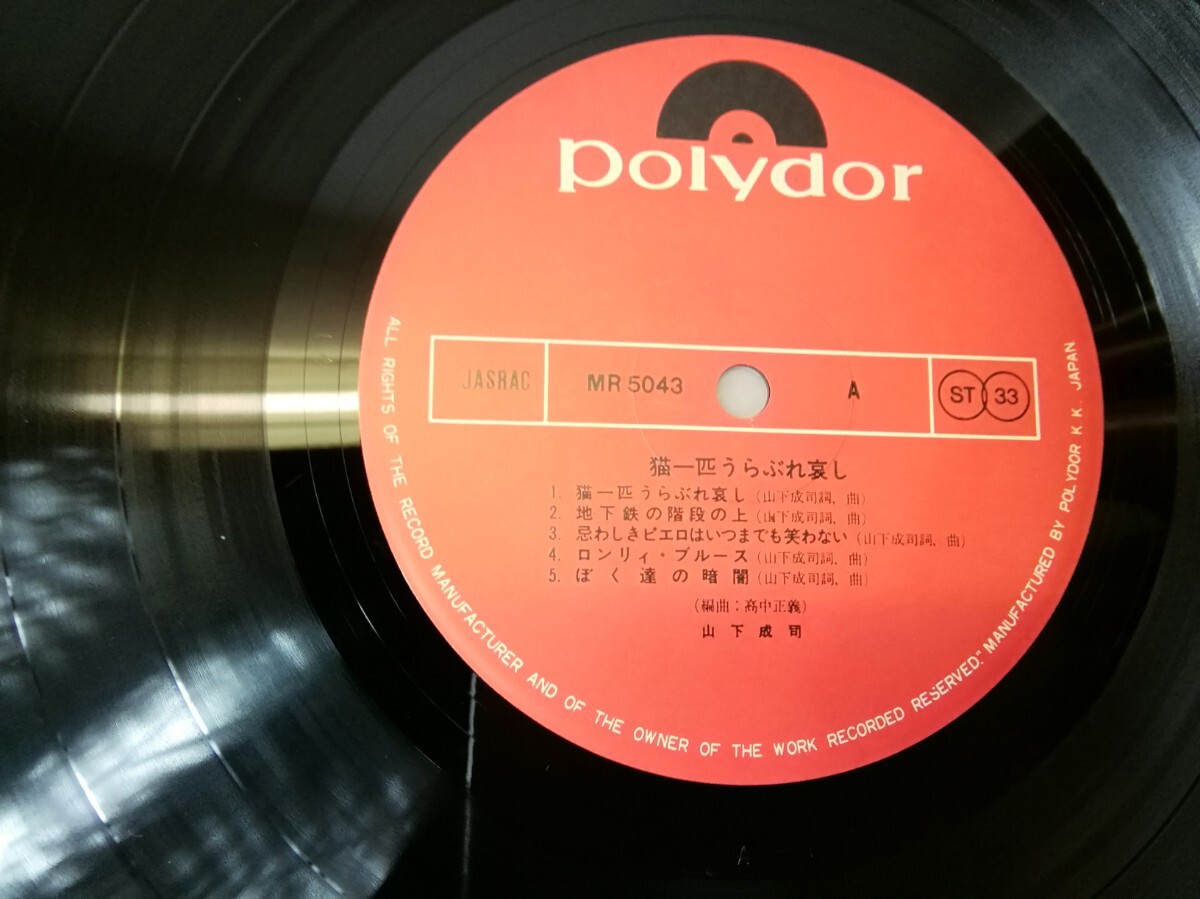 polydor
JASRAC MR 5043 A ST 33
猫一匹うらぶれ哀し
1. 猫一匹うらぶれ哀し(山下成司詞、曲)
2. 地下鉄の階段の上(山下成司詞、曲)
3. 忌わしきピエロはいつまでも笑わない(山下成司詞、曲)
4. ロンリィ・ブルース(山下成司詞、曲)
5. ぼく達の暗闇(山下成司詞、曲)
(編曲:高中正義)
山下成司
ALL RIGHTS OF THE RECORD MANUFACTURER AND OF THE OWNER OF THE WORK RECORDED RESERVED." MANUFACTURED BY POLYDOR K K. JAPAN
A